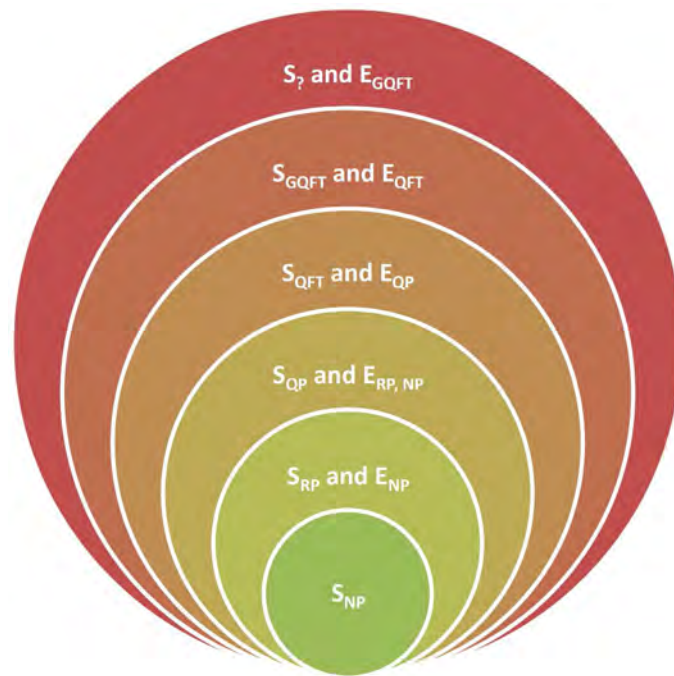 S? and EGQFT
SGQFT and EQFT
SQFT and EQP
SQP and ERP, NP
SRP and ENP
SNP